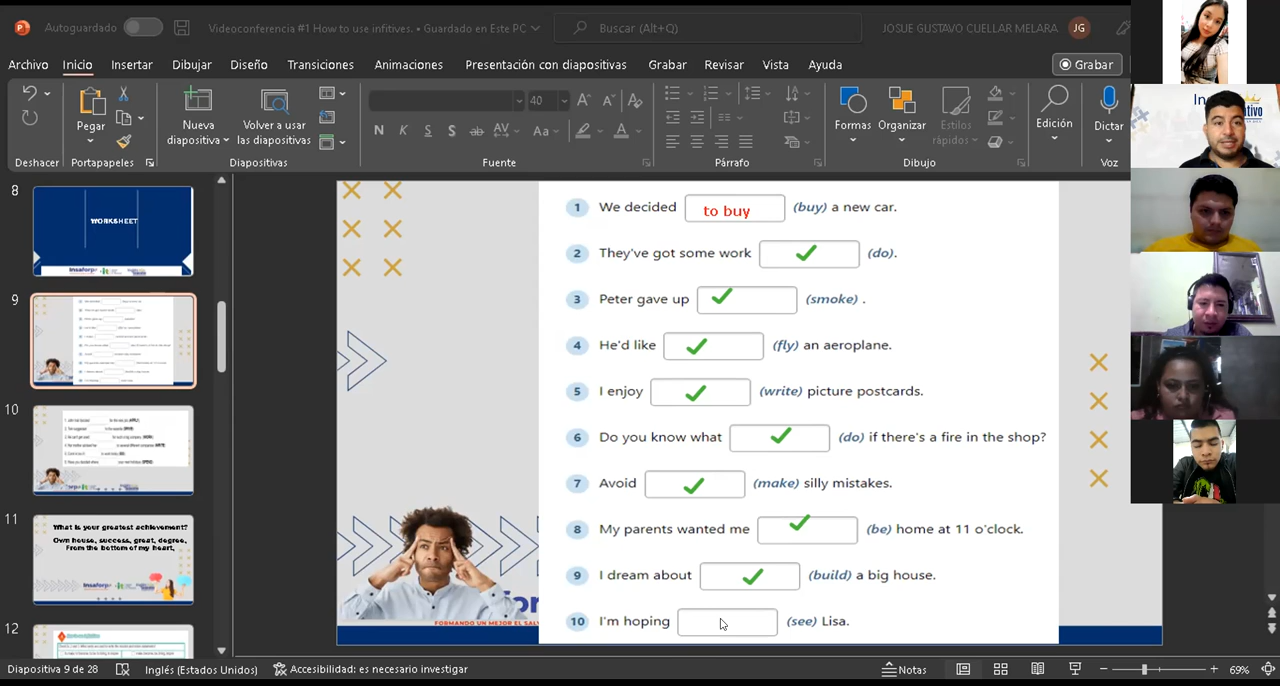 Autoguardado
Videoconferencia #1 How to use infitives. • Guardado en Este PC
Buscar (Alt+Q)
JOSUE GUSTAVO CUELLAR MELARA
JG
Archivo Inicio Insertar Dibujar Diseño Transiciones Animaciones Presentación con diapositivas Grabar Revisar Vista Ayuda
Grabar
40
Pegar
Nueva diapositiva
Volver a usar las diapositivas
N K S S ab AV Aa A
Formas
Organizar
Estilos rápidos
Edición
Dictar
Deshacer
Portapapeles
Diapositivas
Fuente
Párrafo
Dibujo
Voz
8
WORKSHEET
9
10
11
What is your greatest achievement?
Own house, success, great, degree,
From the bottom of my heart,
12
1 We decided to buy (buy) a new car.
2 They've got some work (do).
3 Peter gave up (smoke) .
4 He'd like (fly) an aeroplane.
5 I enjoy (write) picture postcards.
6 Do you know what (do) if there's a fire in the shop?
7 Avoid (make) silly mistakes.
8 My parents wanted me (be) home at 11 o'clock.
9 I dream about (build) a big house.
10 I'm hoping (see) Lisa.
FORMANDO UN MEJOR EL
Diapositiva 9 de 28
Inglés (Estados Unidos)
Accesibilidad: es necesario investigar
Notas
69%